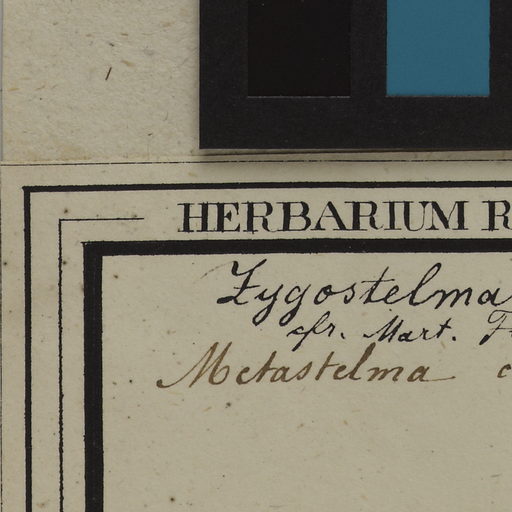 HERBARIUM R
Zygostelma
cfr. Mart. F
Metastelma c